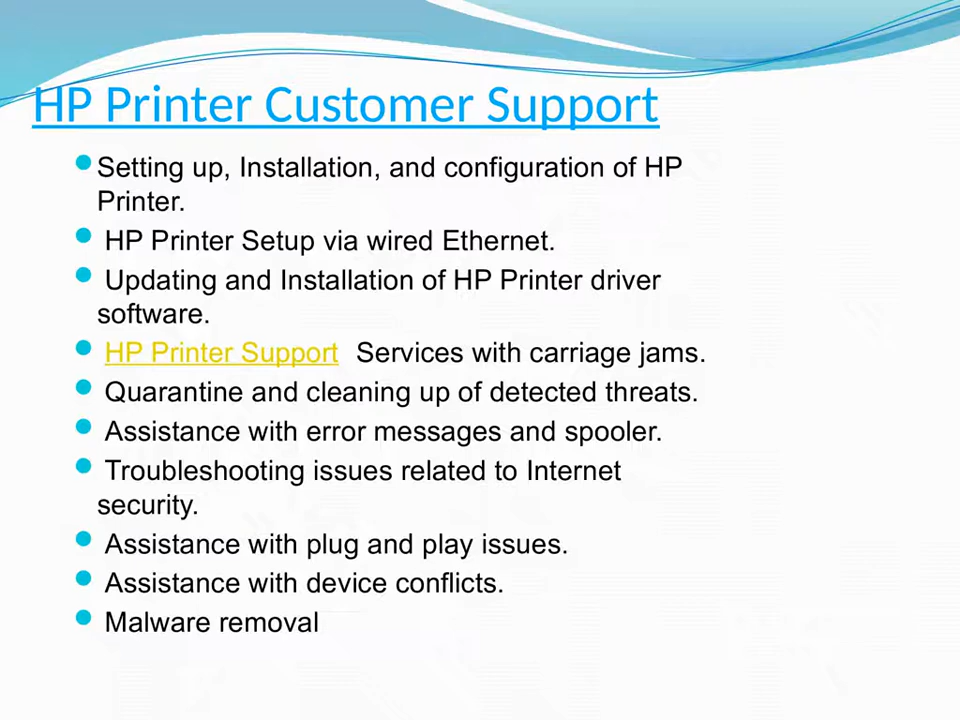 HP Printer Customer Support
Setting up, Installation, and configuration of HP
Printer.
HP Printer Setup via wired Ethernet.
Updating and Installation of HP Printer driver
software.
HP Printer Support Services with carriage jams.
Quarantine and cleaning up of detected threats.
Assistance with error messages and spooler.
Troubleshooting issues related to Internet
security.
Assistance with plug and play issues.
Assistance with device conflicts.
Malware removal